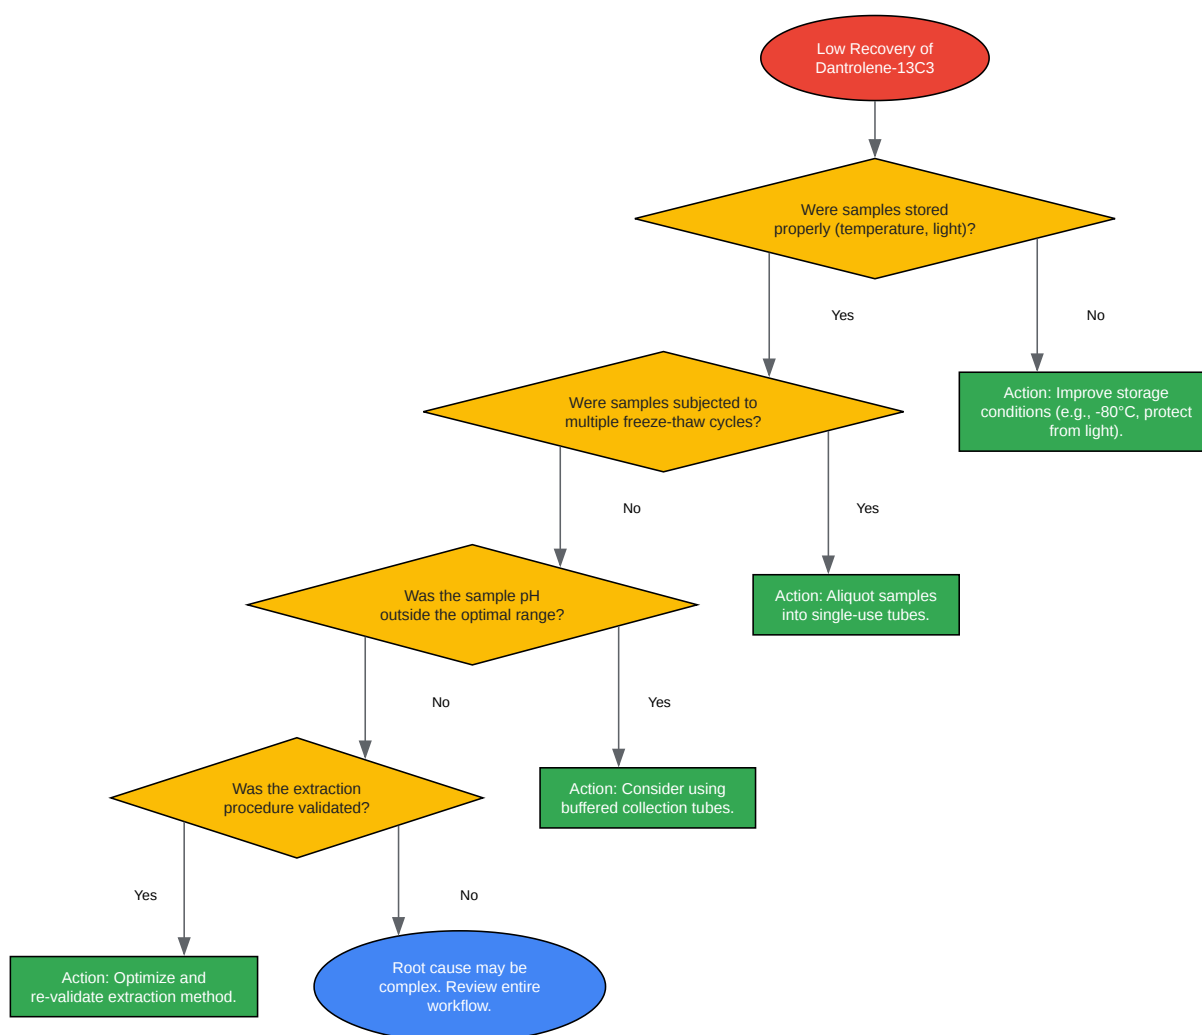 Low Recovery of
Dantrolene-13C3
Were samples stored
properly (temperature, light)?
Yes
No
Were samples subjected to
multiple freeze-thaw cycles?
Action: Improve storage
conditions (e.g., -80°C, protect
from light).
No
Yes
Was the sample pH
outside the optimal range?
Action: Aliquot samples
into single-use tubes.
No
Yes
Was the extraction
procedure validated?
Action: Consider using
buffered collection tubes.
Yes
No
Action: Optimize and
re-validate extraction method.
Root cause may be
complex. Review entire
workflow.